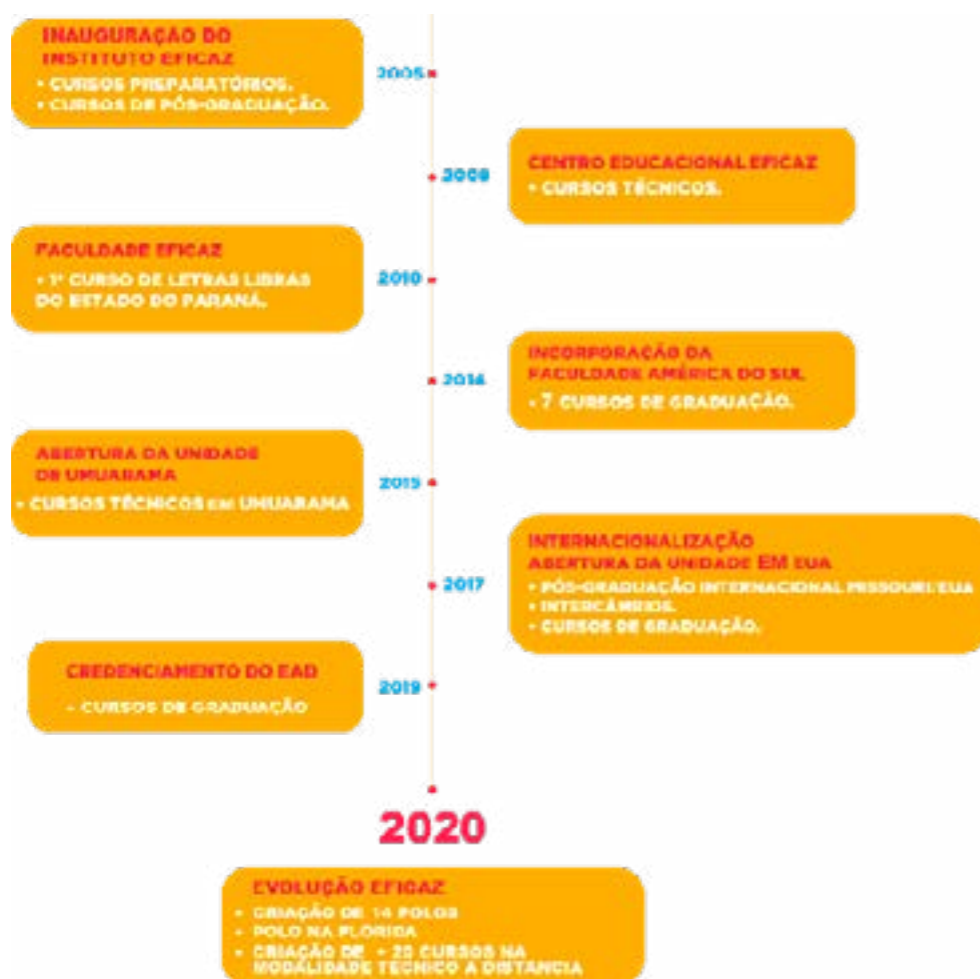 INAUGURAÇÃO DO
INSTITUTO EFICAZ
• CURSOS PREPARATÓRIOS.
• CURSOS DE PÓS-GRADUAÇÃO.
2005
CENTRO EDUCACIONAL EFICAZ
• CURSOS TÉCNICOS.
FACULDADE EFICAZ
• 1º CURSO DE LETRAS LIBRAS
DO ESTADO DO PARANÁ.
2010
INCORPORAÇÃO DA
FACULDADE AMÉRICA DO SUL
• 7 CURSOS DE GRADUAÇÃO.
2014
ABERTURA DA UNIDADE
DE UMUARAMA
• CURSOS TÉCNICOS EM UMUARAMA
2015
INTERNACIONALIZAÇÃO
ABERTURA DA UNIDADE EM EUA
• PÓS-GRADUAÇÃO INTERNACIONAL MISSOURI/EUA
• INTERCÂMBIOS.
• CURSOS DE GRADUAÇÃO.
2017
CREDENCIAMENTO DO EAD
- CURSOS DE GRADUAÇÃO
2019
2020
EVOLUÇÃO EFICAZ
• CRIAÇÃO DE 14 POLOS
• POLO NA FLORIDA
• CRIAÇÃO DE + 20 CURSOS NA
MODALIDADE TÉCNICO A DISTANCIA